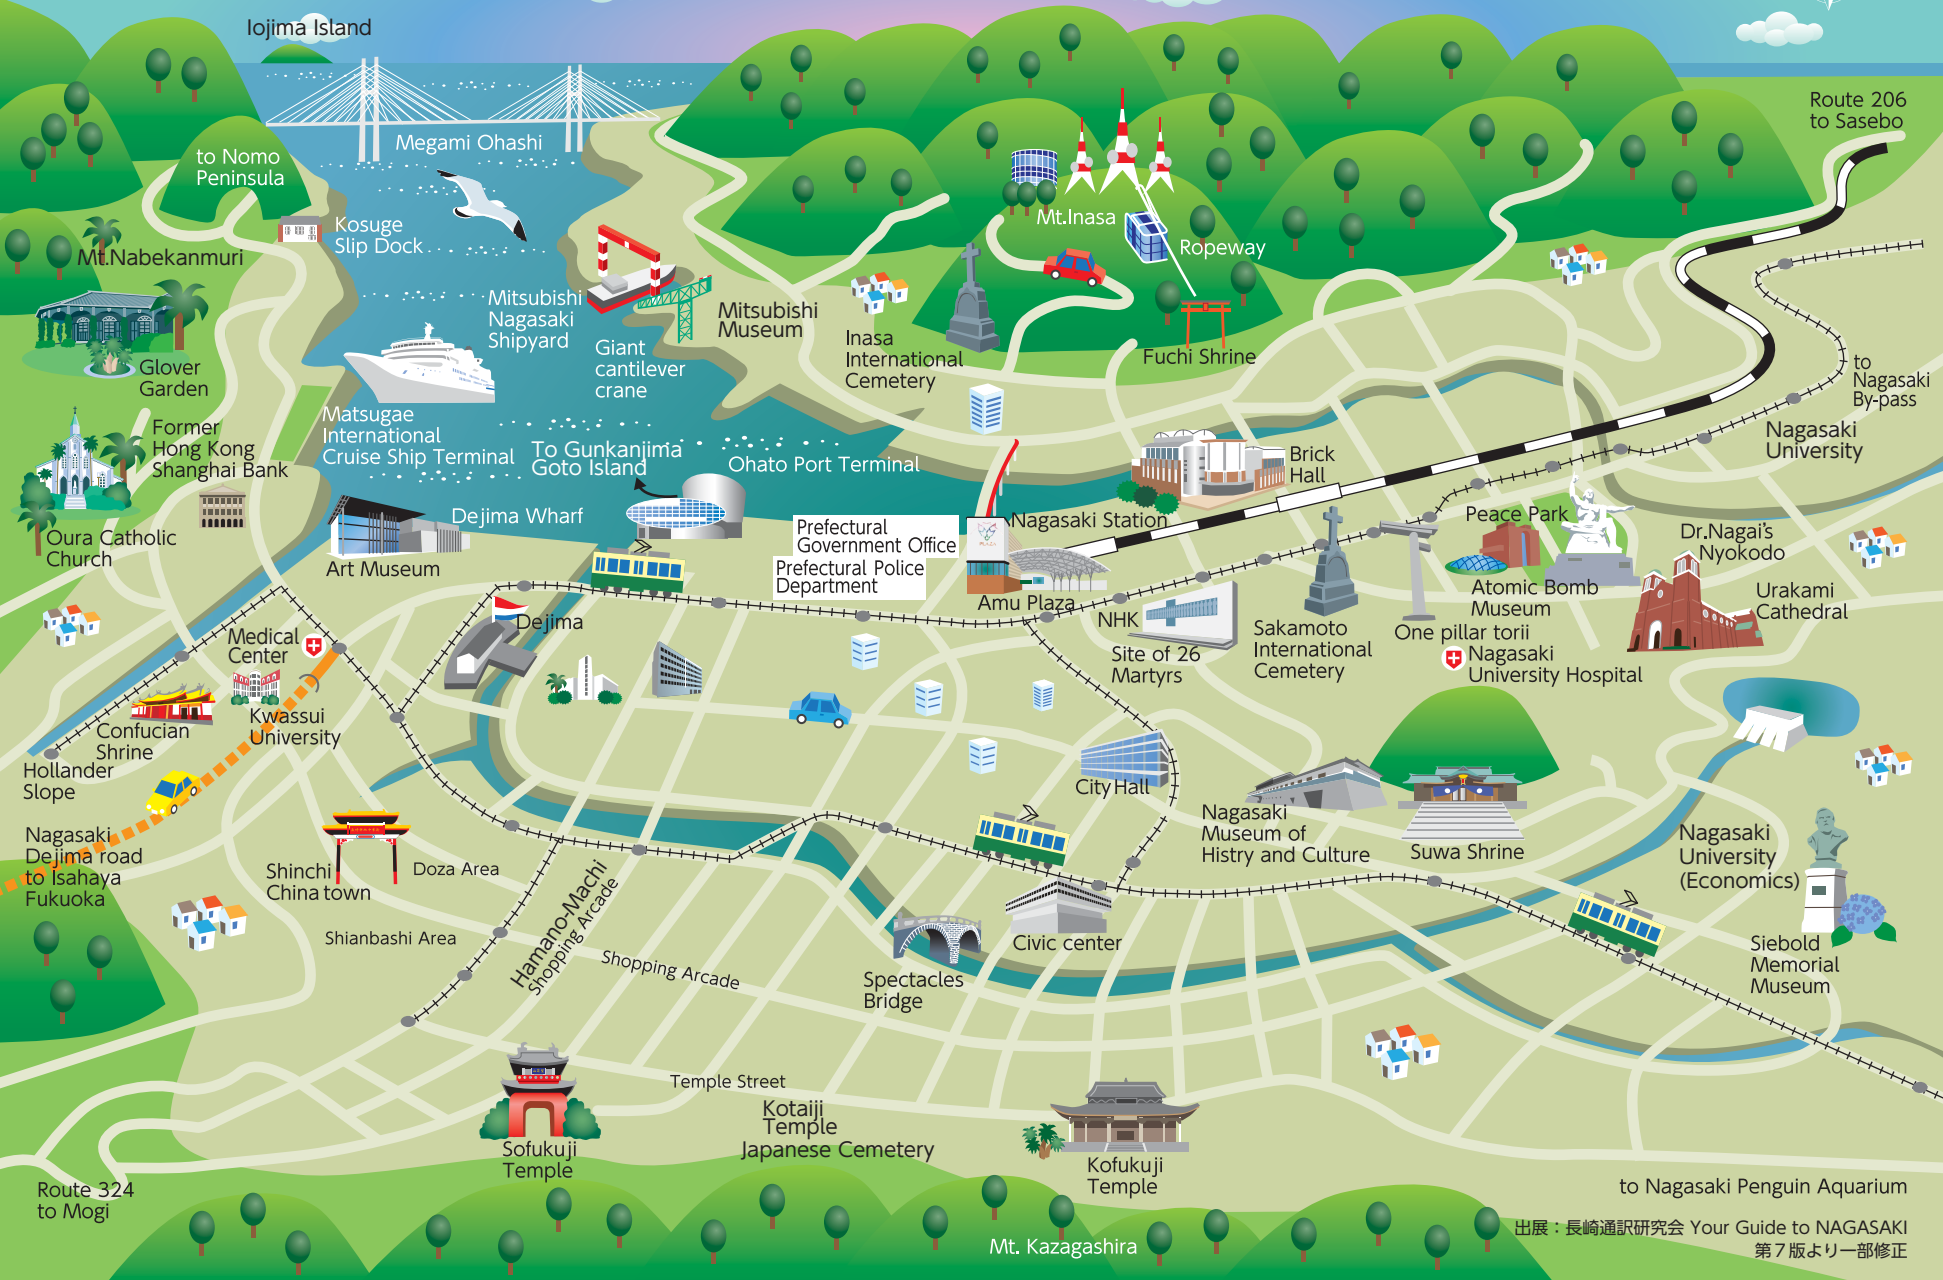 Iojima Island
Megami Ohashi
to Nomo
Peninsula
Route 206
to Sasebo
Kosuge
Slip Dock
Mt.Nabekanmuri
Mt.Inasa
Ropeway
Mitsubishi
Nagasaki
Shipyard
Mitsubishi
Museum
Giant
cantilever
crane
Inasa
International
Cemetery
Fuchi Shrine
to
Nagasaki
By-pass
Glover
Garden
Former
Hong Kong
Shanghai Bank
Matsugae
International
Cruise Ship Terminal
To Gunkanjima
Goto Island
Ohato Port Terminal
Brick
Hall
Nagasaki
University
Oura Catholic
Church
Dejima Wharf
Art Museum
Prefectural
Government Office
Prefectural Police
Department
PLAZA
Nagasaki Station
Amu Plaza
Peace Park
Dr.Nagai's
Nyokodo
Atomic Bomb
Museum
Urakami
Cathedral
Medical
Center
Dejima
NHK
Site of 26
Martyrs
Sakamoto
International
Cemetery
One pillar torii
Nagasaki
University Hospital
Confucian
Shrine
Kwassui
University
Hollander
Slope
City Hall
Nagasaki
Museum of
Histry and Culture
Suwa Shrine
Nagasaki
University
(Economics)
Nagasaki
Dejima road
to Isahaya
Fukuoka
Shinchi
China town
Doza Area
Shianbashi Area
Hamano-Machi
Shopping Arcade
Shopping Arcade
Spectacles
Bridge
Civic center
Siebold
Memorial
Museum
Temple Street
Kotaiji
Temple
Japanese Cemetery
Sofukuji
Temple
Kofukuji
Temple
Route 324
to Mogi
Mt. Kazagashira
to Nagasaki Penguin Aquarium
出展：長崎通訳研究会 Your Guide to NAGASAKI
第７版より一部修正